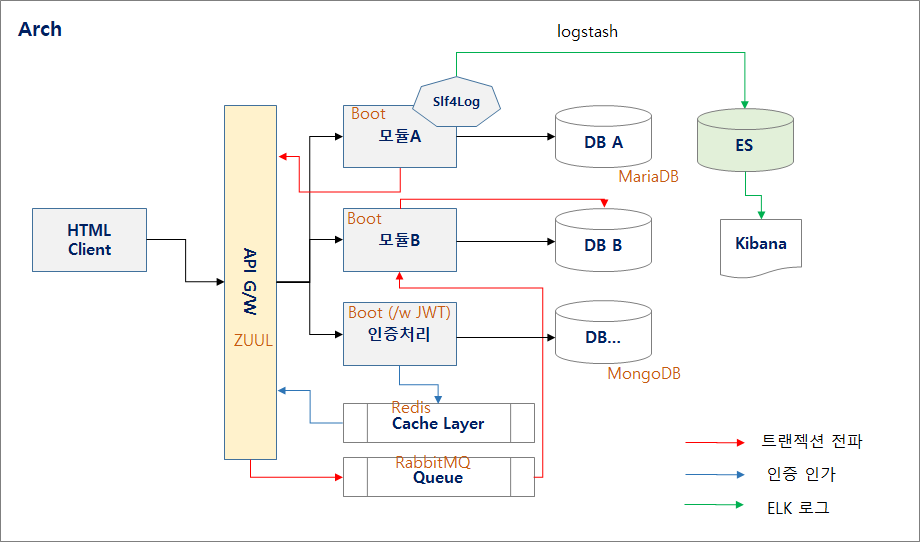 Arch
logstash
Slf4Log
Boot
모듈A
DB A
MariaDB
ES
HTML
Client
API G/W
ZUUL
Boot
모듈B
DB B
Kibana
Boot (/w JWT)
인증처리
DB...
MongoDB
Redis
Cache Layer
RabbitMQ
Queue
트랜젝션 전파
인증 인가
ELK 로그